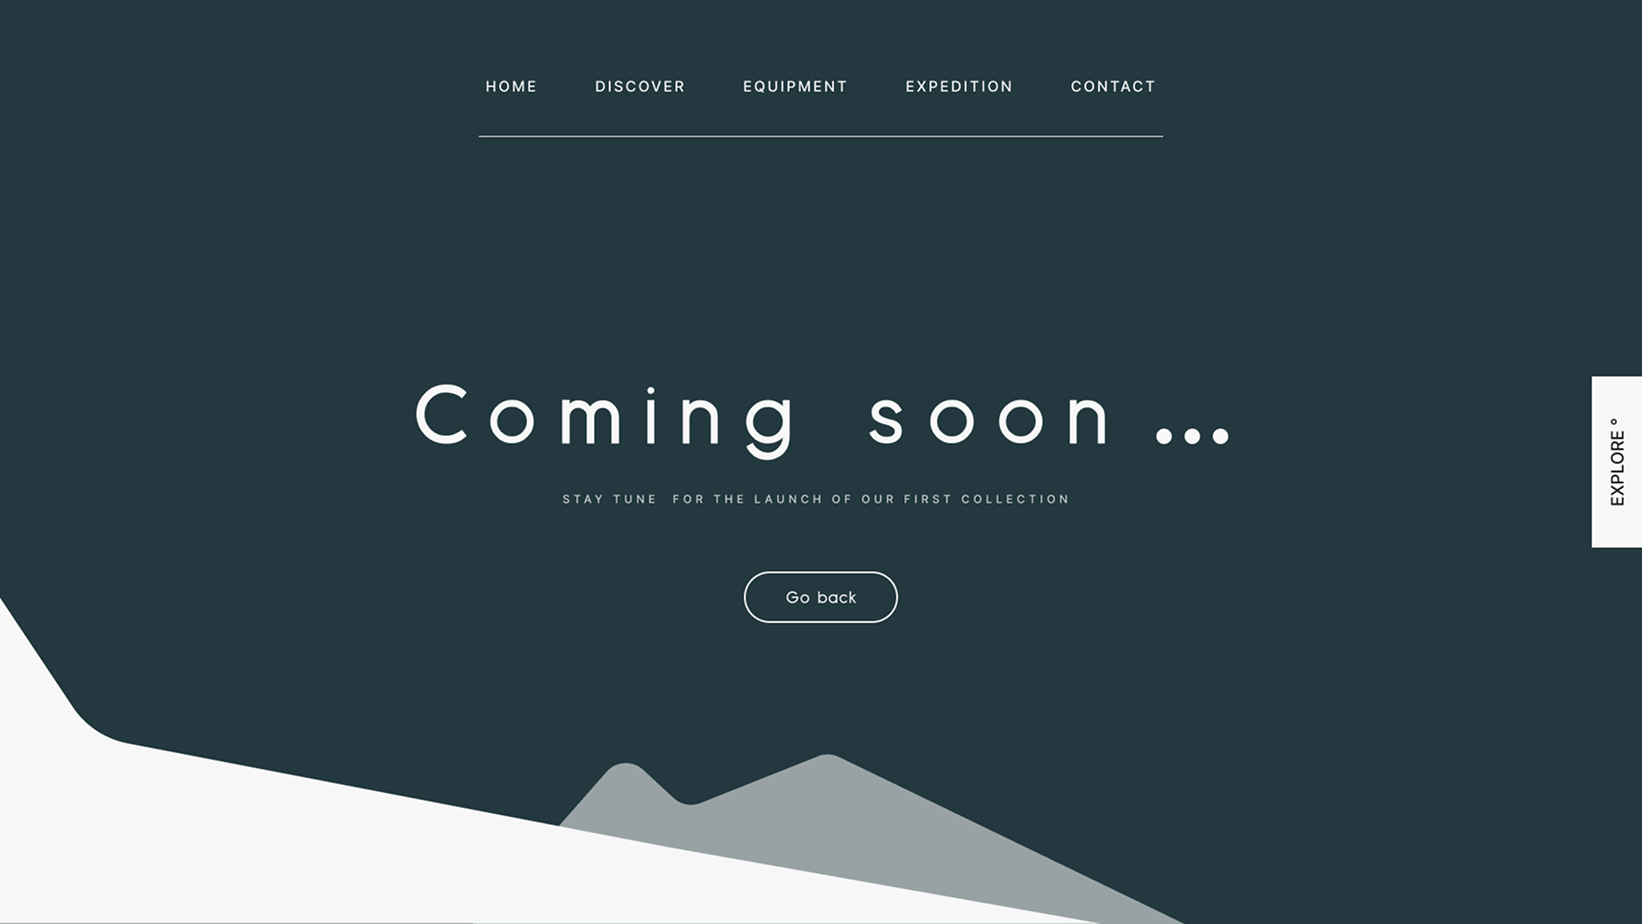 HOME DISCOVER EQUIPMENT EXPEDITION CONTACT
Coming soon ...
STAY TUNE FOR THE LAUNCH OF OUR FIRST COLLECTION
Go back
EXPLORE °